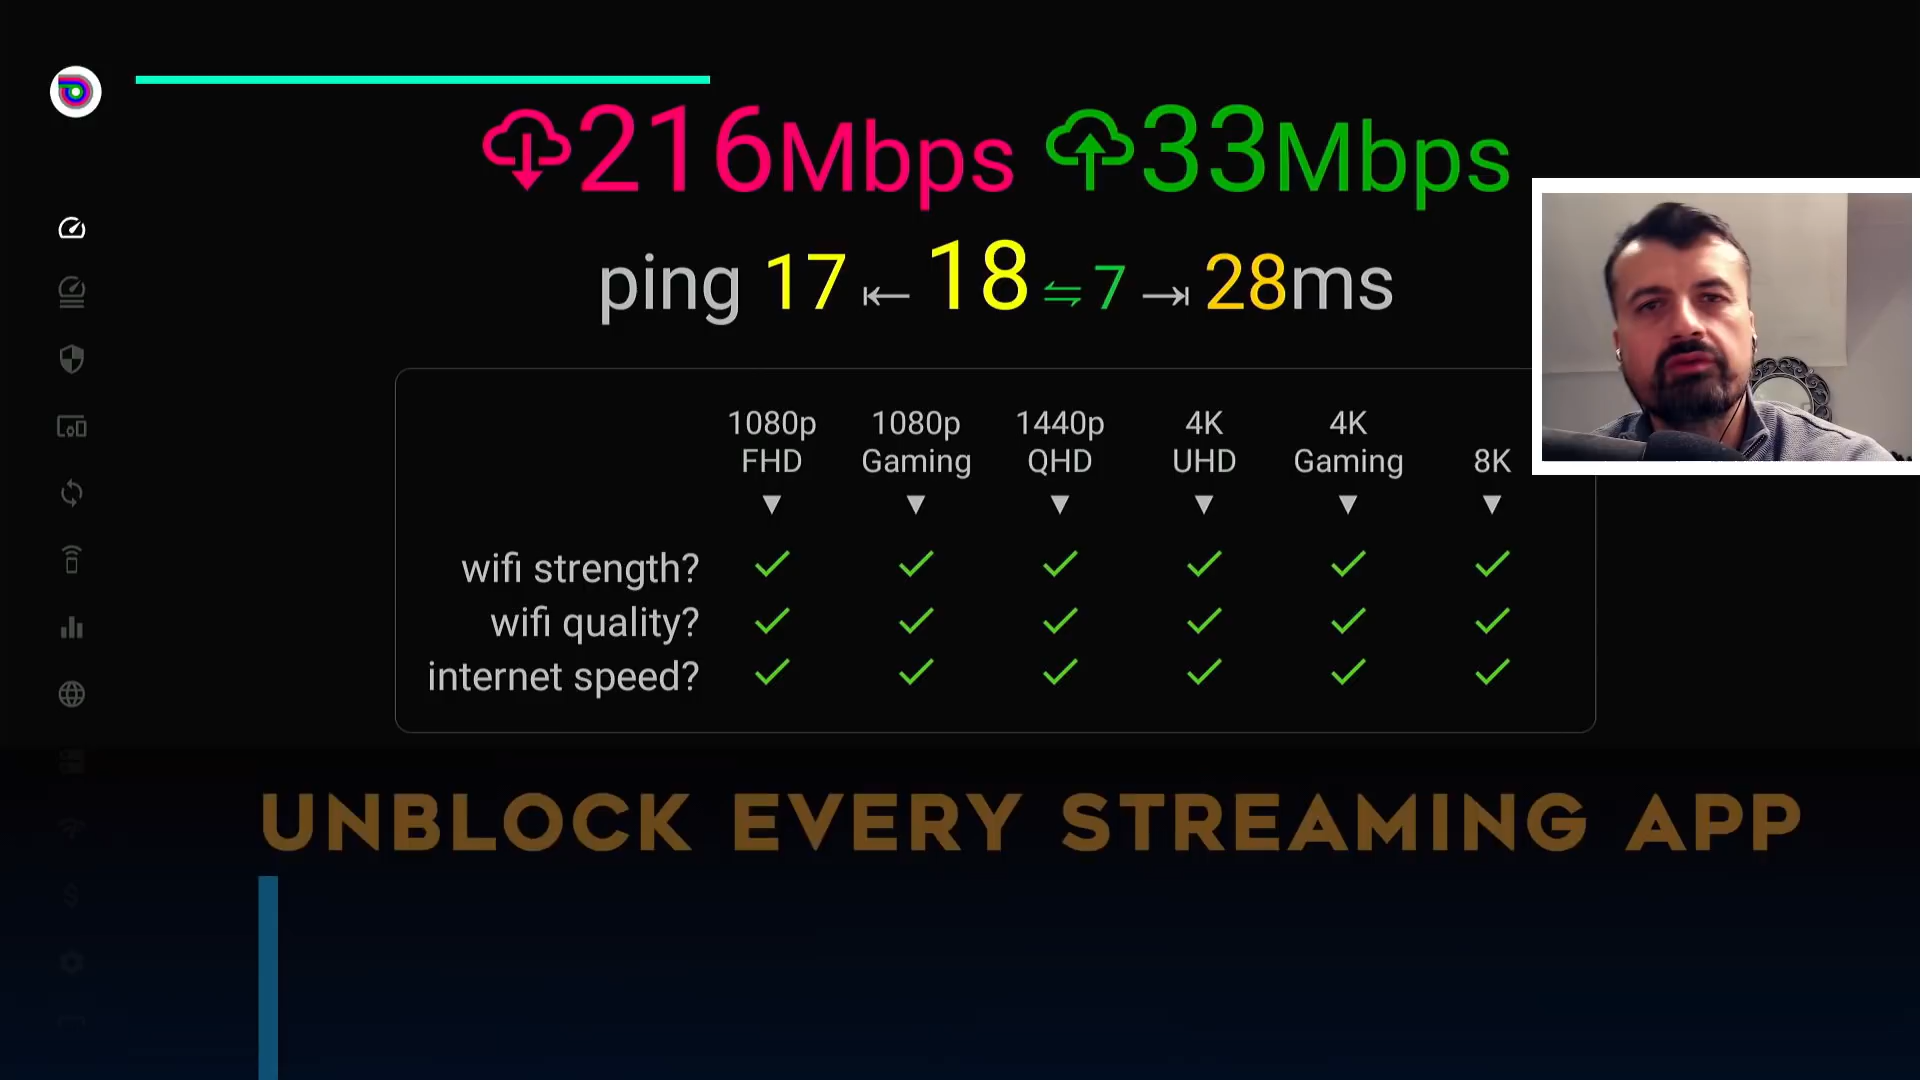 216Mbps 33Mbps
ping 17 18 7 28ms
1080p FHD 1080p Gaming 1440p QHD 4K UHD 4K Gaming 8K
wifi strength?
wifi quality?
internet speed?
UNBLOCK EVERY STREAMING APP